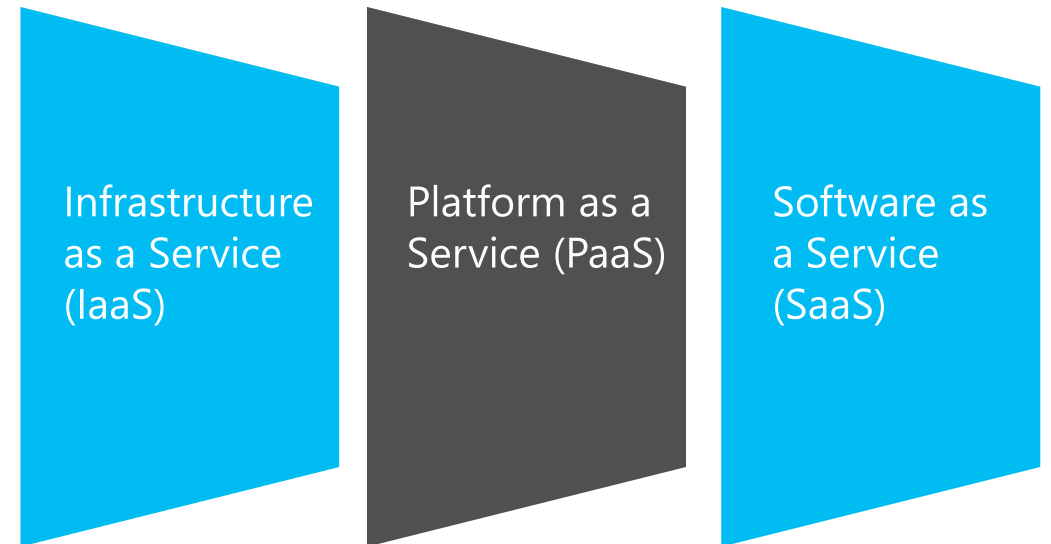 Infrastructure
as a Service
(IaaS)
Platform as a
Service (PaaS)
Software as
a Service
(SaaS)